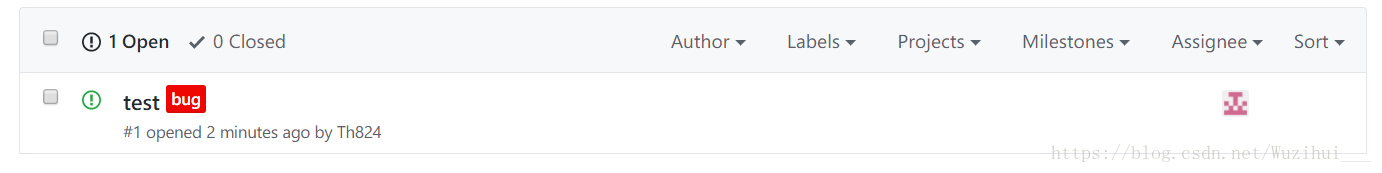 1 Open 0 Closed Author Labels Projects Milestones Assignee Sort
test bug
#1 opened 2 minutes ago by Th824
https://blog.csdn.net/Wuzihui___